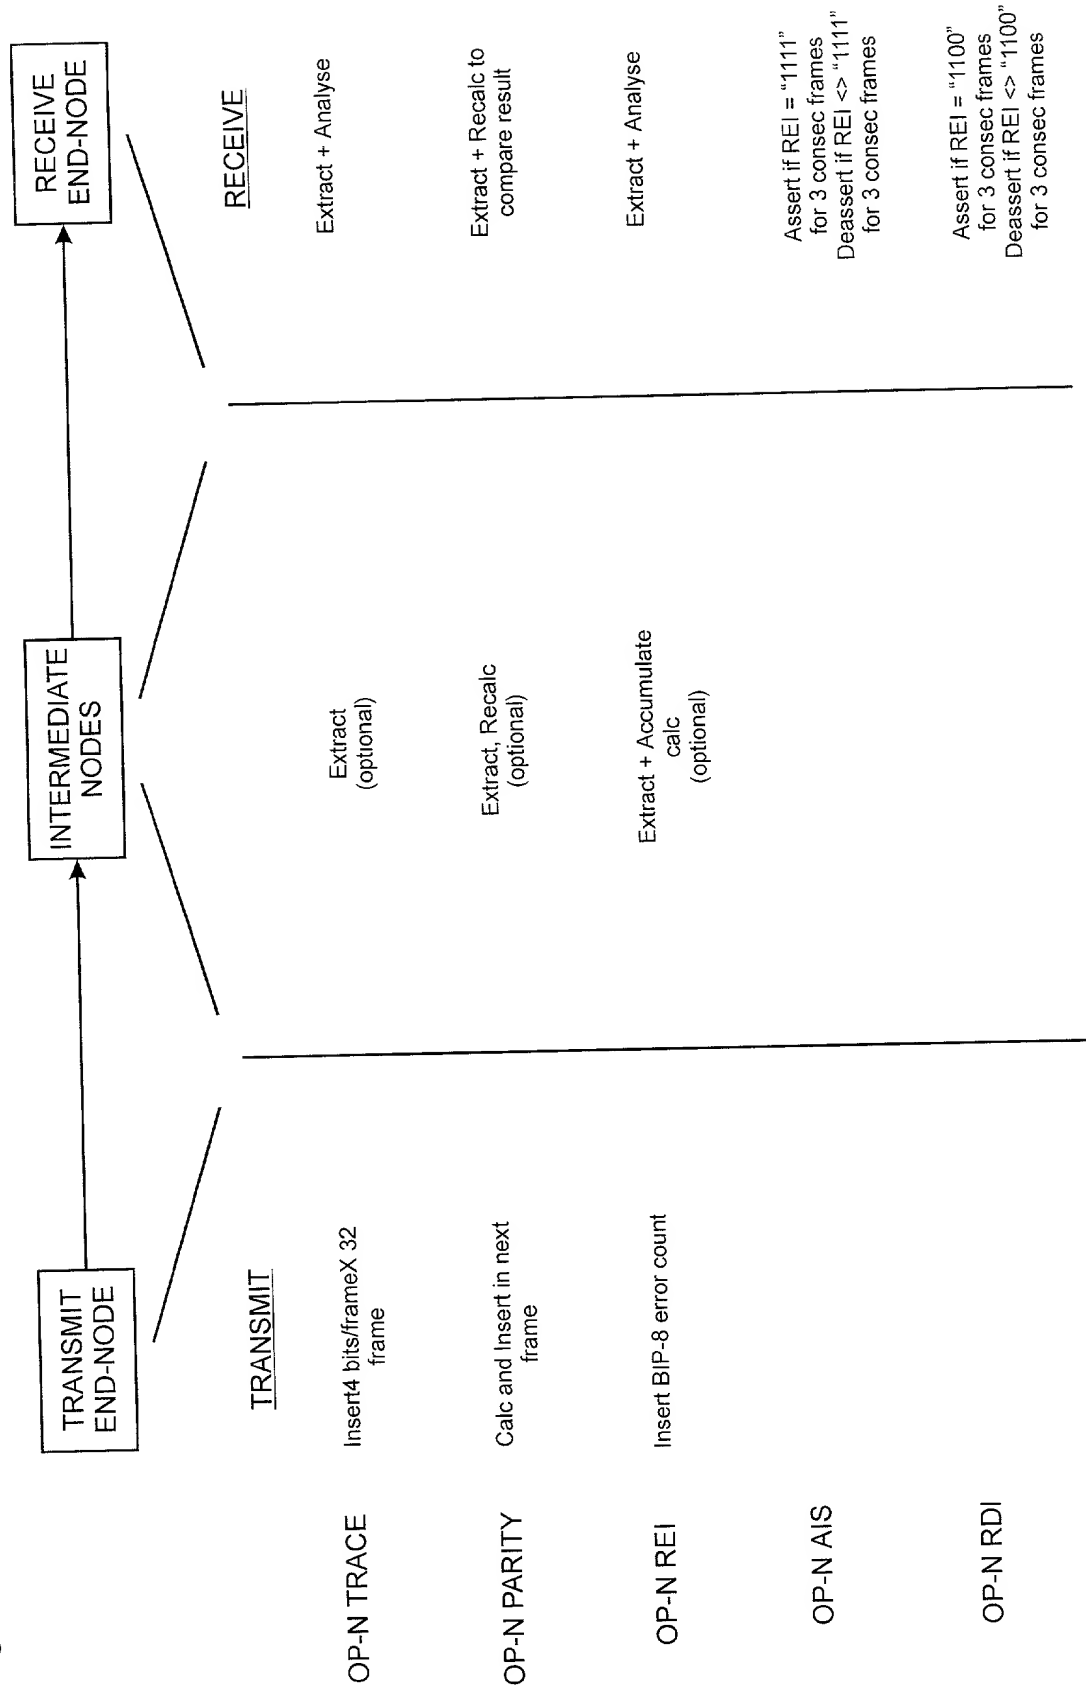 TRANSMIT
END-NODE
INTERMEDIATE
NODES
RECEIVE
END-NODE
TRANSMIT
RECEIVE
OP-N TRACE
Insert4 bits/frameX 32
frame
Extract
(optional)
Extract + Analyse
OP-N PARITY
Calc and Insert in next
frame
Extract, Recalc
(optional)
Extract + Recalc to
compare result
OP-N REI
Insert BIP-8 error count
Extract + Accumulate
calc
(optional)
Extract + Analyse
OP-N AIS
Assert if REI = “1111”
for 3 consec frames
Deassert if REI <> “1111”
for 3 consec frames
OP-N RDI
Assert if REI = “1100”
for 3 consec frames
Deassert if REI <> “1100”
for 3 consec frames